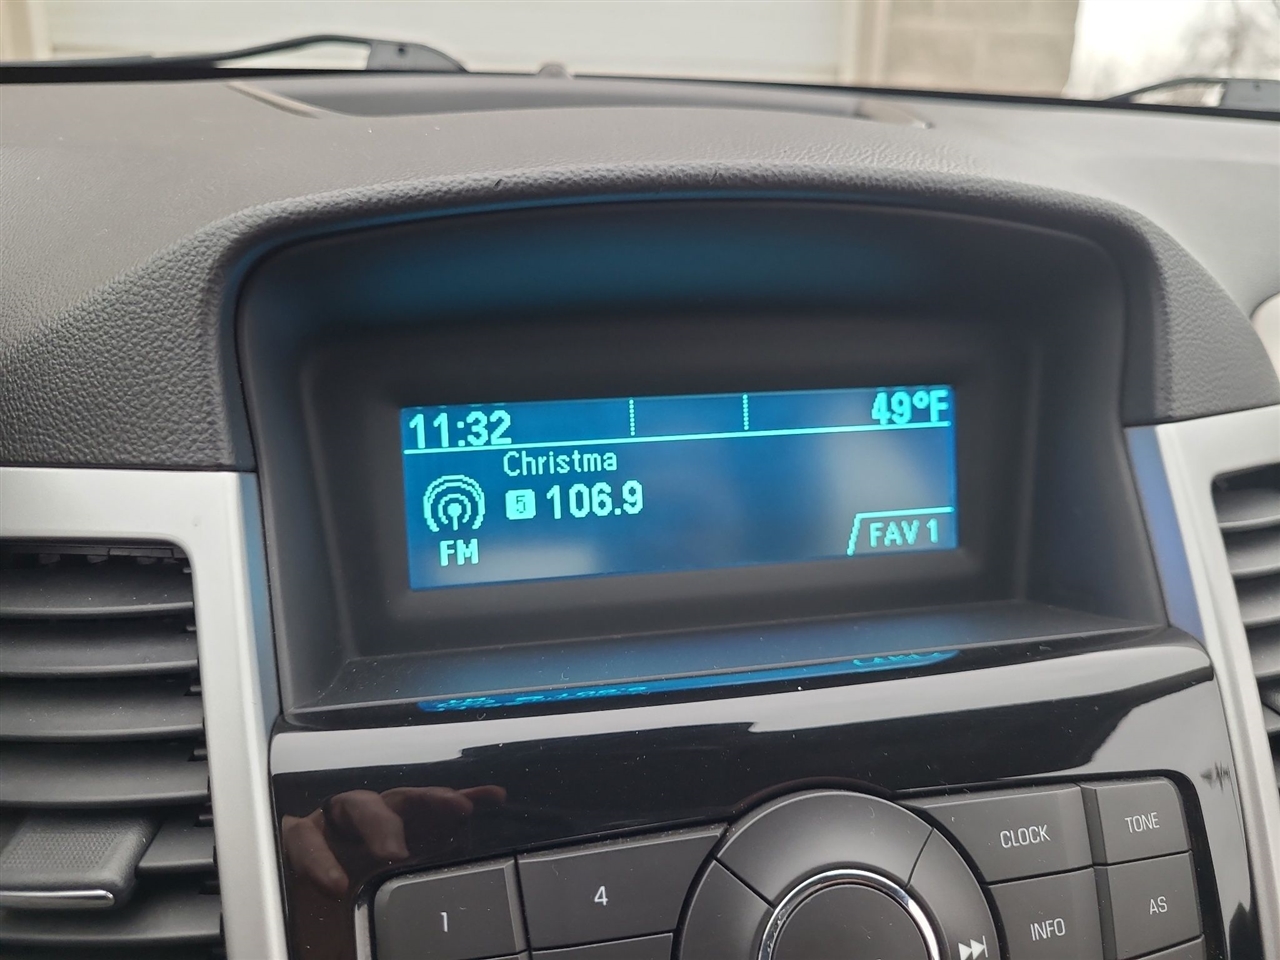 11:32 49°F
Christma
5 106.9
FM
FAV 1
CLOCK TONE
1 4 INFO AS